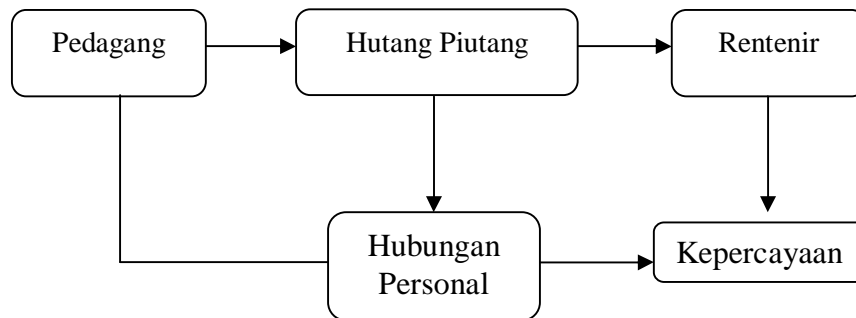 Pedagang
Hutang Piutang
Rentenir
Hubungan
Personal
Kepercayaan